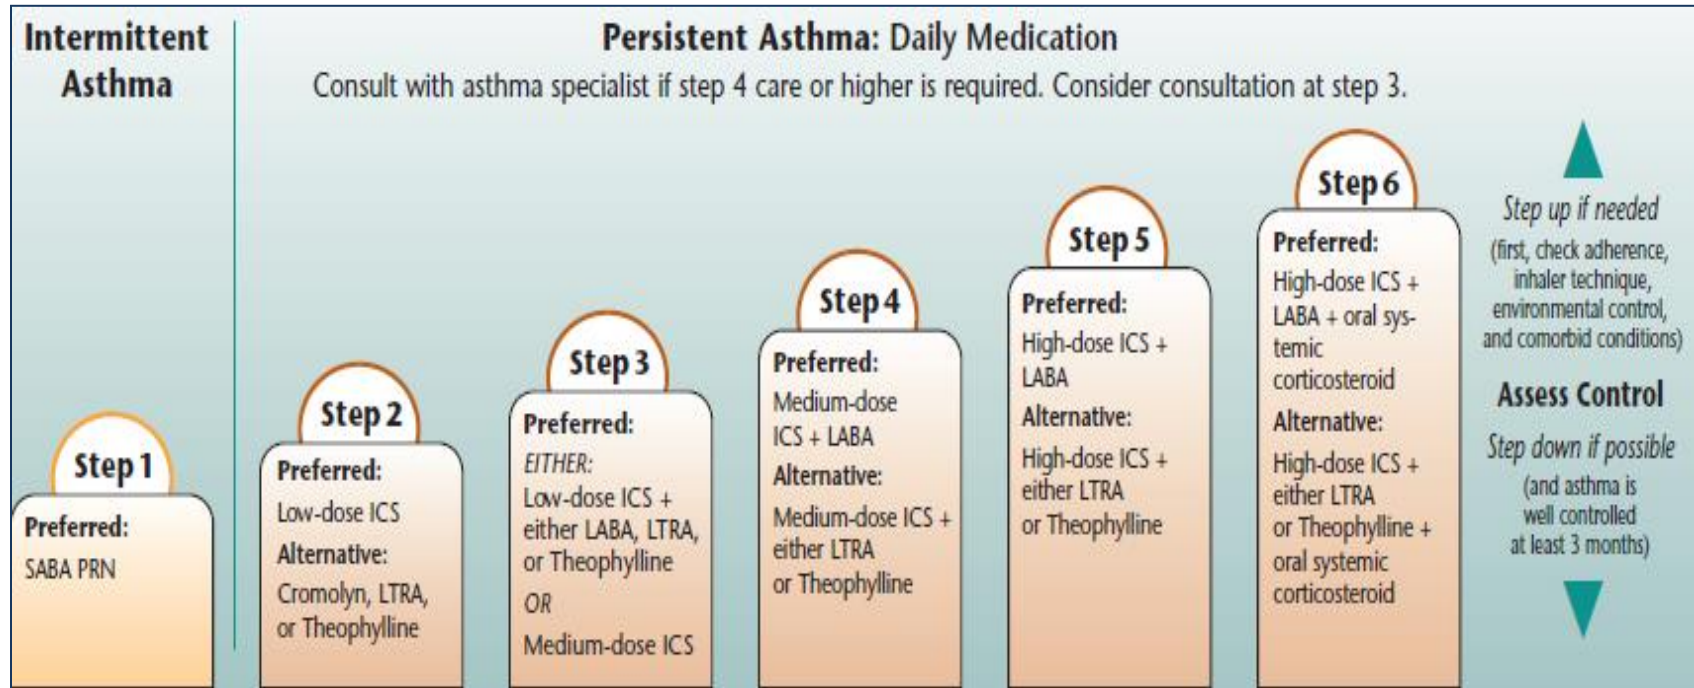 Intermittent
Asthma
Persistent Asthma: Daily Medication
Consult with asthma specialist if step 4 care or higher is required. Consider consultation at step 3.
Step 1
Preferred:
SABA PRN
Step 2
Preferred:
Low-dose ICS
Alternative:
Cromolyn, LTRA,
or Theophylline
Step 3
Preferred:
EITHER:
Low-dose ICS +
either LABA, LTRA,
or Theophylline
OR
Medium-dose ICS
Step 4
Preferred:
Medium-dose
ICS + LABA
Alternative:
Medium-dose ICS +
either LTRA
or Theophylline
Step 5
Preferred:
High-dose ICS +
LABA
Alternative:
High-dose ICS +
either LTRA
or Theophylline
Step 6
Preferred:
High-dose ICS +
LABA + oral sys-
temic
corticosteroid
Alternative:
High-dose ICS +
either LTRA
or Theophylline +
oral systemic
corticosteroid
Step up if needed
(first, check adherence,
inhaler technique,
environmental control,
and comorbid conditions)
Assess Control
Step down if possible
(and asthma is
well controlled
at least 3 months)